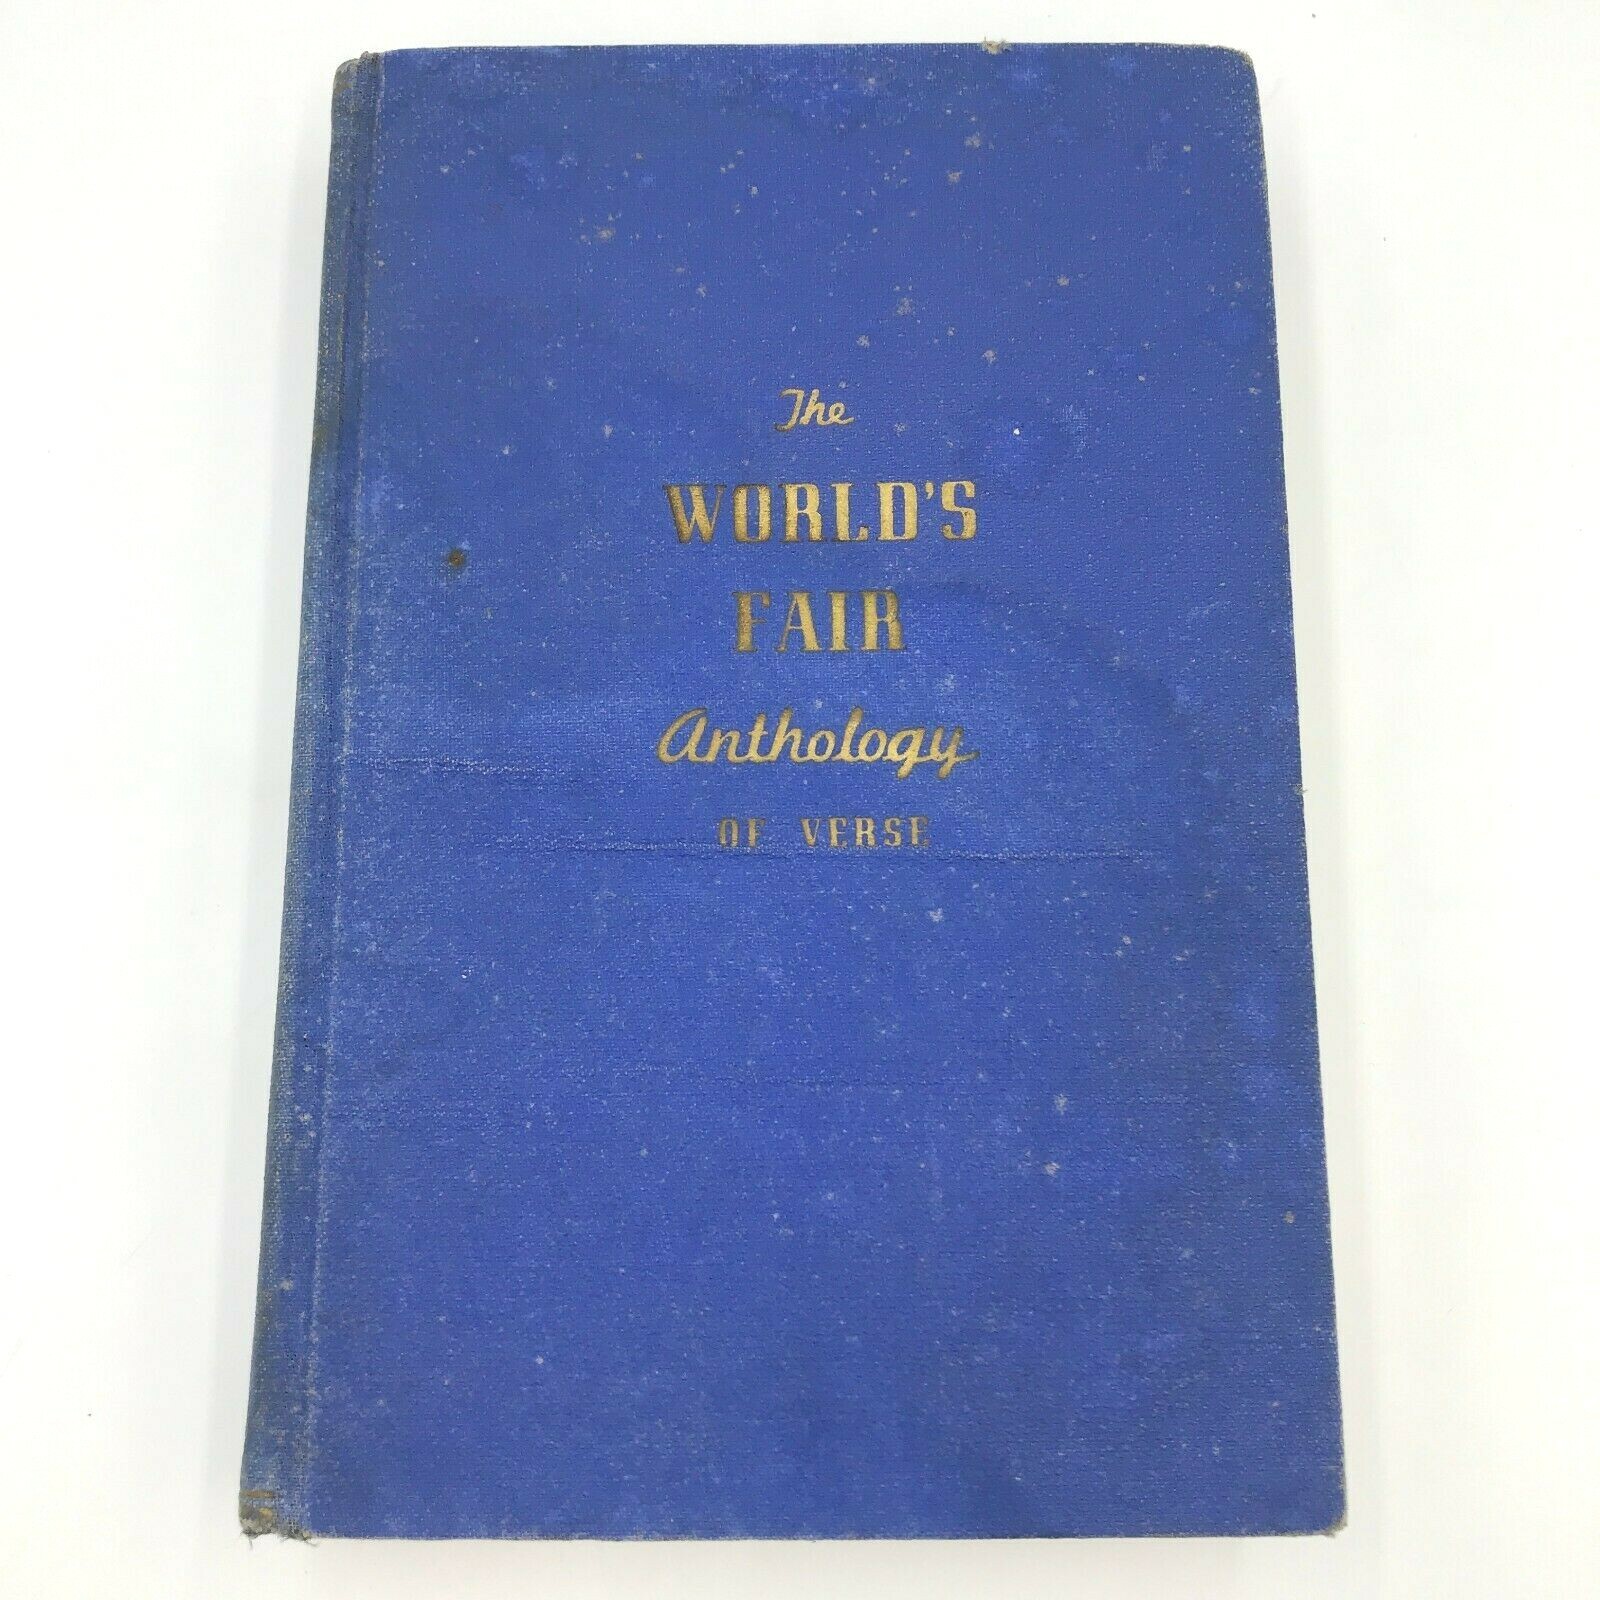 The
WORLD'S
FAIR
Anthology
OF VERSE